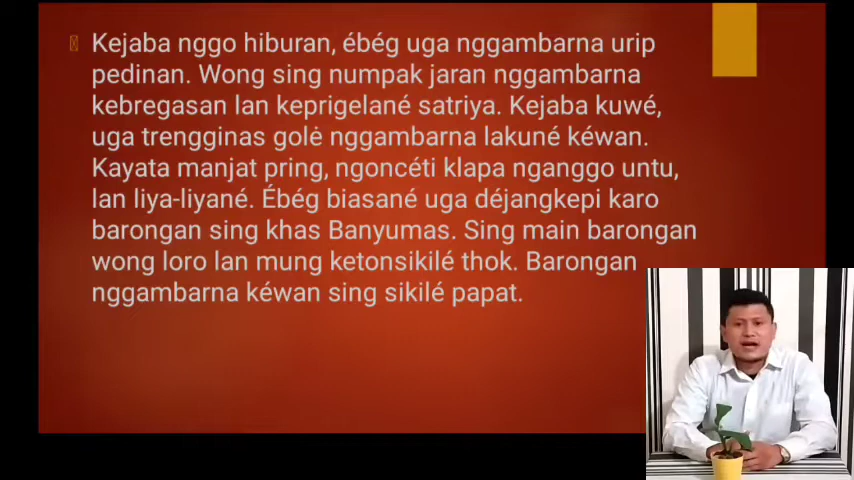 Kejaba nggo hiburan, ébég uga nggambarna urip
pedinan. Wong sing numpak jaran nggambarna
kebregasan lan keprigelané satriya. Kejaba kuwé,
uga trengginas golė nggambarna lakuné kéwan.
Kayata manjat pring, ngoncéti klapa nganggo untu,
lan liya-liyané. Ébég biasané uga déjangkepi karo
barongan sing khas Banyumas. Sing main barongan
wong loro lan mung ketonsikilé thok. Barongan
nggambarna kéwan sing sikilé papat.